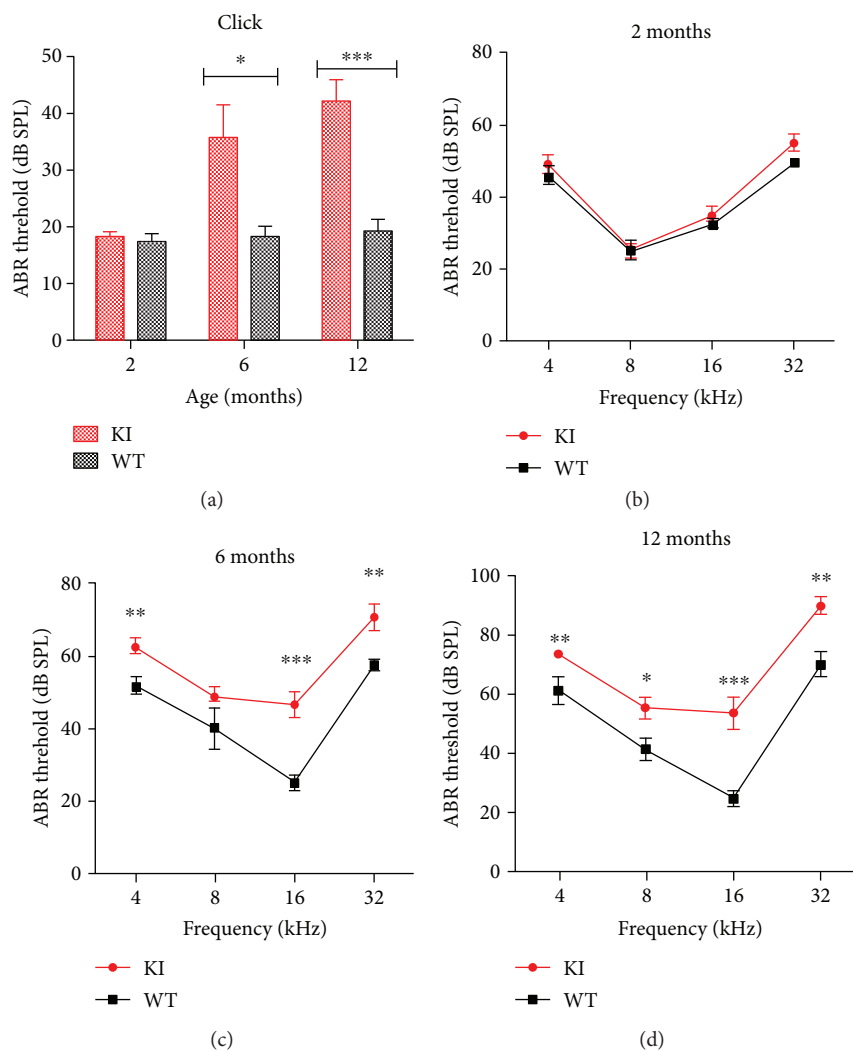 Click
ABR threhold (dB SPL)
50
40
30
20
10
0
*
***
2
6
12
Age (months)
KI
WT
(a)
2 months
ABR threhold (dB SPL)
80
60
40
20
0
4
8
16
32
Frequency (kHz)
KI
WT
(b)
6 months
ABR threhold (dB SPL)
80
60
40
20
0
**
***
**
4
8
16
32
Frequency (kHz)
KI
WT
(c)
12 months
ABR threshold (dB SPL)
100
80
60
40
20
0
**
*
***
**
4
8
16
32
Frequency (kHz)
KI
WT
(d)